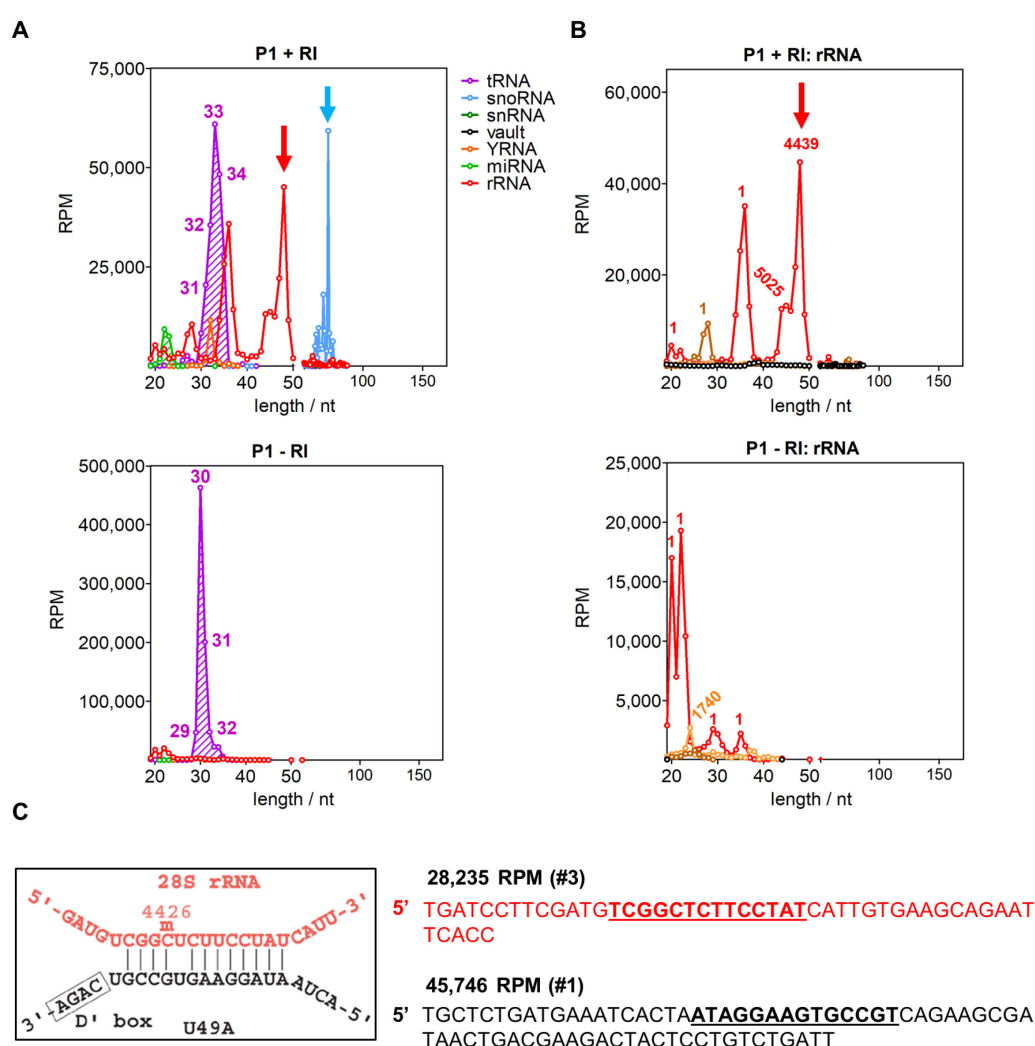 A
P1 + RI
75,000
50,000
25,000
RPM
33
34
32
31
20 30 40 50 100 150
length / nt
tRNA
snoRNA
snRNA
vault
YRNA
miRNA
rRNA
B
P1 + RI: rRNA
60,000
40,000
20,000
RPM
4439
1
5025
1
1
20 30 40 50 100 150
length / nt
P1 - RI
500,000
400,000
300,000
200,000
100,000
RPM
30
31
29
32
20 30 40 50 100 150
length / nt
P1 - RI: rRNA
25,000
20,000
15,000
10,000
5,000
RPM
1
1
1740
1
1
20 30 40 50 100 150
length / nt
C
28S rRNA
4426
m
5'-GAUGUCGGCUCUUCCUAUCAUU-3'
3'-AGACUGCCGUGAAGGAUAAUCA-5'
D' box U49A
28,235 RPM (#3)
5' TGATCCTTCGATGTCGGCTCTTCCTATCATTGTGAAGCAGAAT
TCACC
45,746 RPM (#1)
5' TGCTCTGATGAAATCACTAATAGGAAGTGCCGTCAGAAGCGA
TAACTGACGAAGACTACTCCTGTCTGATT